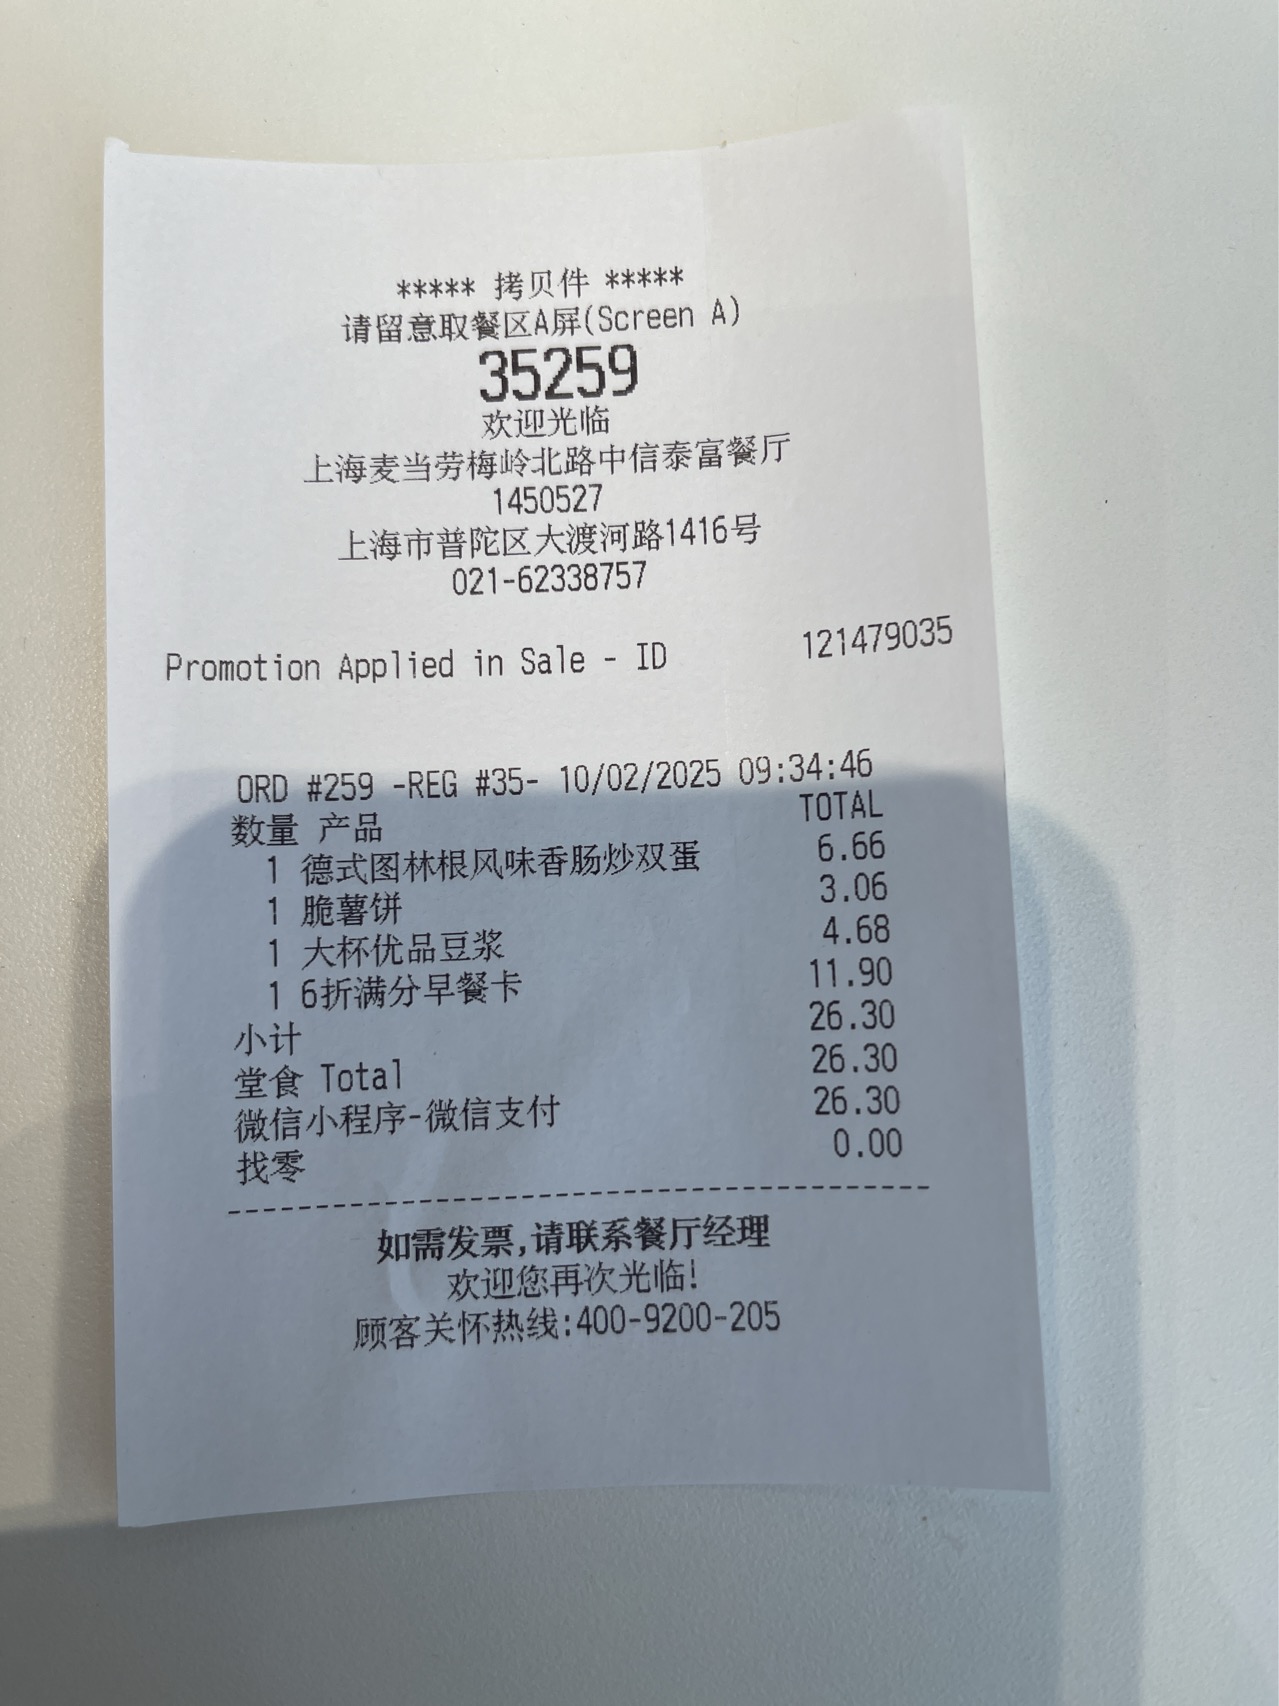 ***** 拷贝件 *****
请留意取餐区A屏(Screen A)
35259
欢迎光临
上海麦当劳梅岭北路中信泰富餐厅
1450527
上海市普陀区大渡河路1416号
021-62338757
Promotion Applied in Sale - ID 121479035
ORD #259 -REG #35- 10/02/2025 09:34:46
数量 产品 TOTAL
1 德式图林根风味香肠炒双蛋 6.66
1 脆薯饼 3.06
1 大杯优品豆浆 4.68
1 6折满分早餐卡 11.90
小计 26.30
堂食 Total 26.30
微信小程序-微信支付 26.30
找零 0.00
--------------------------------------
如需发票,请联系餐厅经理
欢迎您再次光临!
顾客关怀热线:400-9200-205